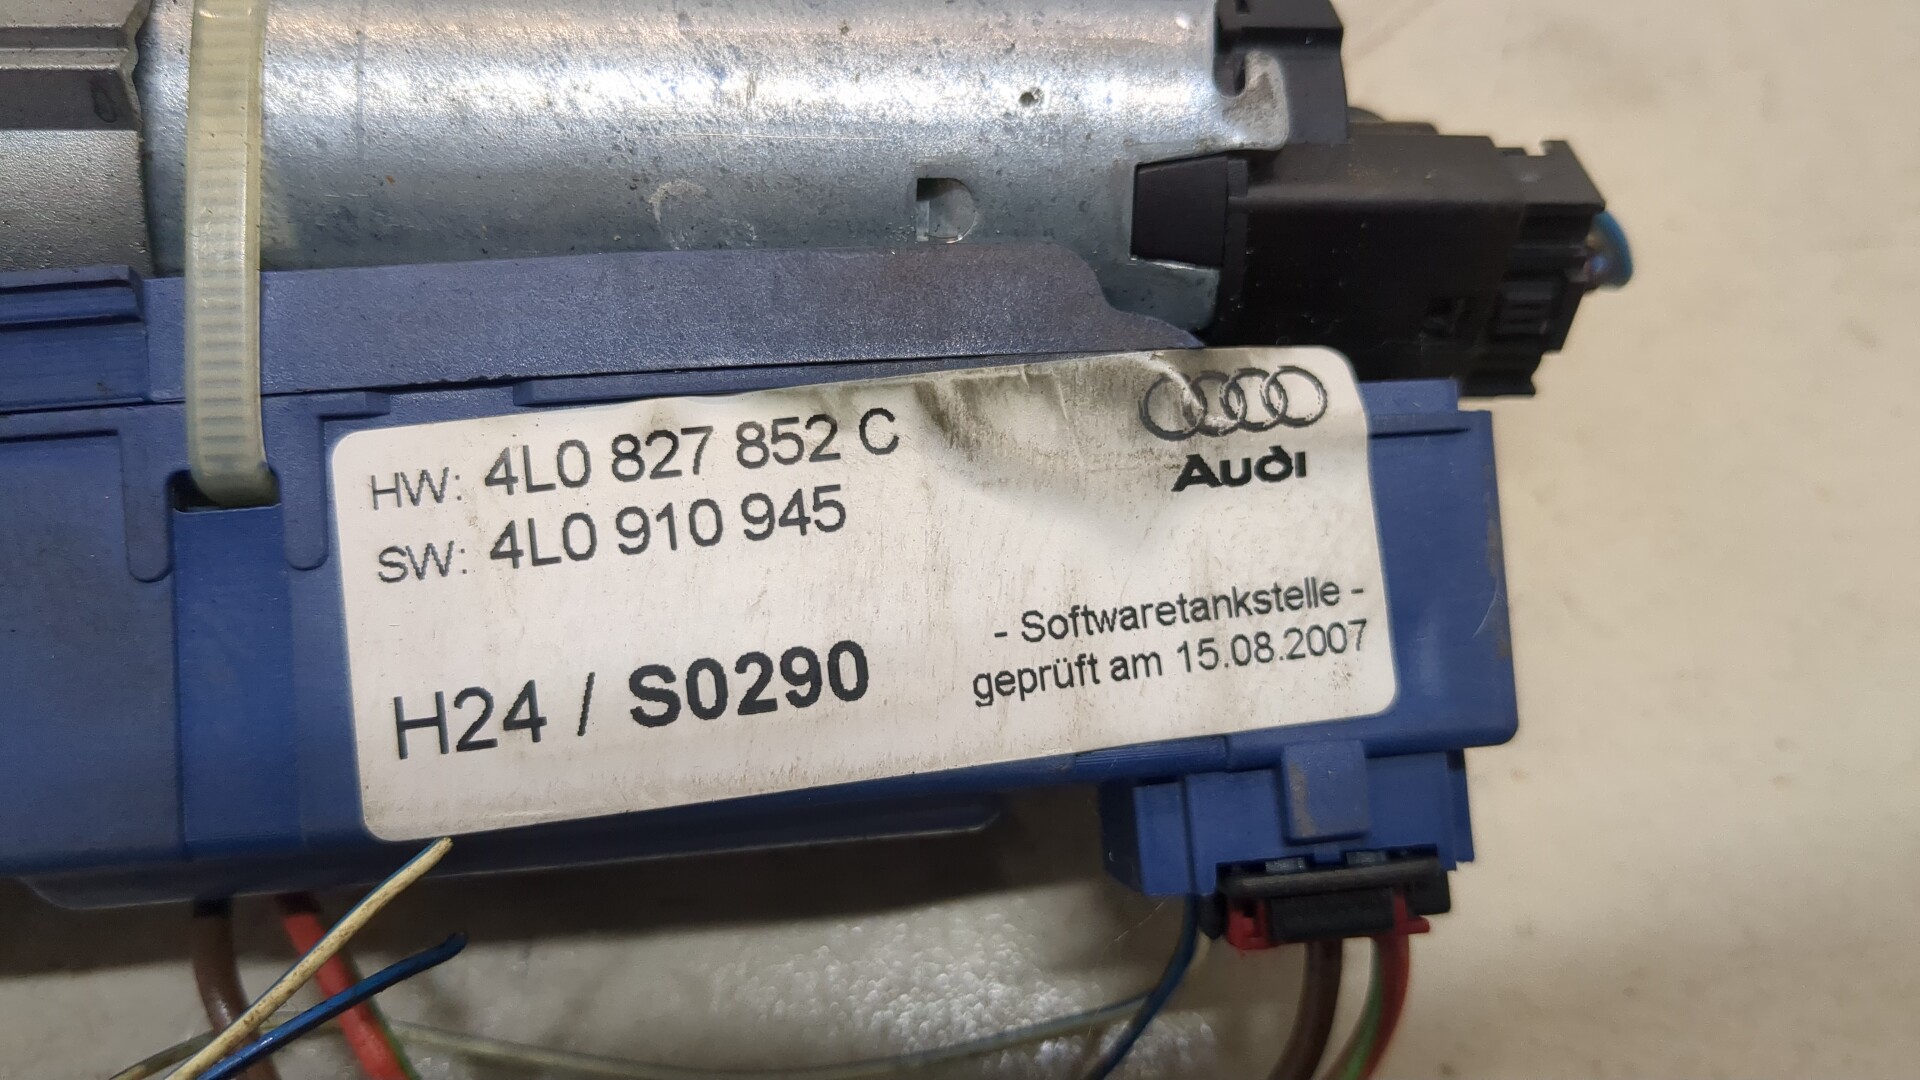 HW: 4L0 827 852 C
SW: 4L0 910 945
Audi
- Softwaretankstelle -
geprüft am 15.08.2007
H24 / S0290